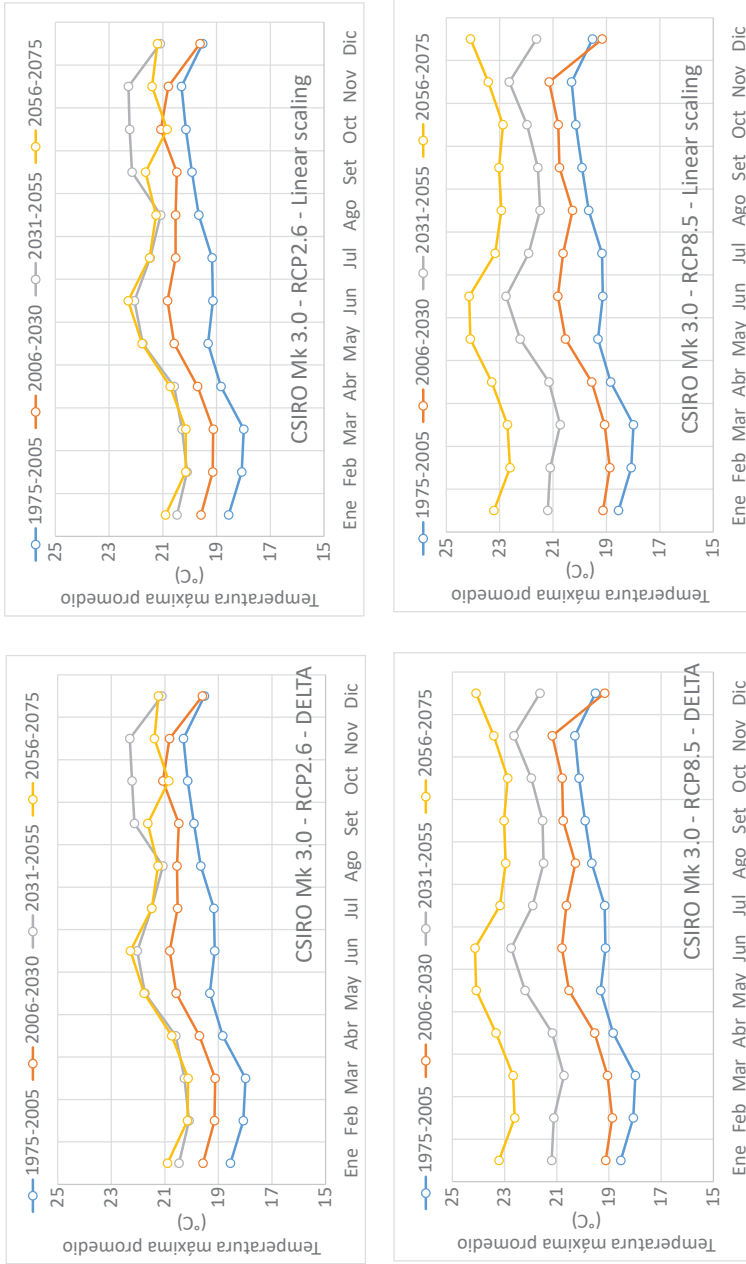 1975-2005 2006-2030 2031-2055 2056-2075
Temperatura máxima promedio
(°C)
25
23
21
19
17
15
CSIRO Mk 3.0 - RCP2.6 - DELTA
Ene Feb Mar Abr May Jun Jul Ago Set Oct Nov Dic
1975-2005 2006-2030 2031-2055 2056-2075
Temperatura máxima promedio
(°C)
25
23
21
19
17
15
CSIRO Mk 3.0 - RCP2.6 - Linear scaling
Ene Feb Mar Abr May Jun Jul Ago Set Oct Nov Dic
1975-2005 2006-2030 2031-2055 2056-2075
Temperatura máxima promedio
(°C)
25
23
21
19
17
15
CSIRO Mk 3.0 - RCP8.5 - DELTA
Ene Feb Mar Abr May Jun Jul Ago Set Oct Nov Dic
1975-2005 2006-2030 2031-2055 2056-2075
Temperatura máxima promedio
(°C)
25
23
21
19
17
15
CSIRO Mk 3.0 - RCP8.5 - Linear scaling
Ene Feb Mar Abr May Jun Jul Ago Set Oct Nov Dic